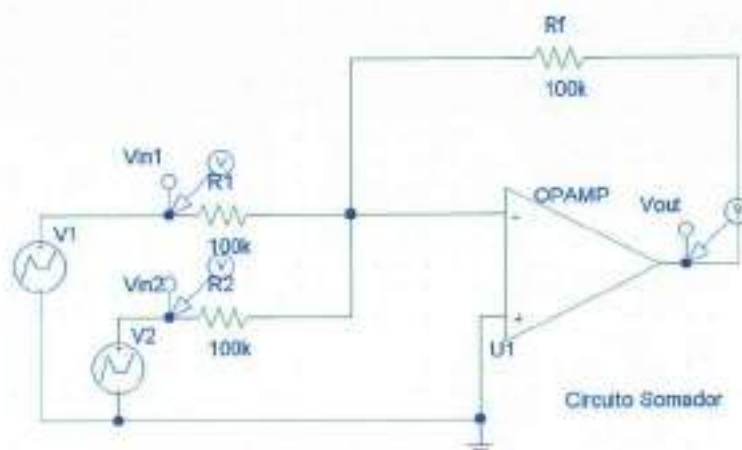 Rf
100k
Vin1
V
R1
OPAMP
Vout
V
V1
100k
V
Vin2
R2
V2
100k
U1
Circuito Somador